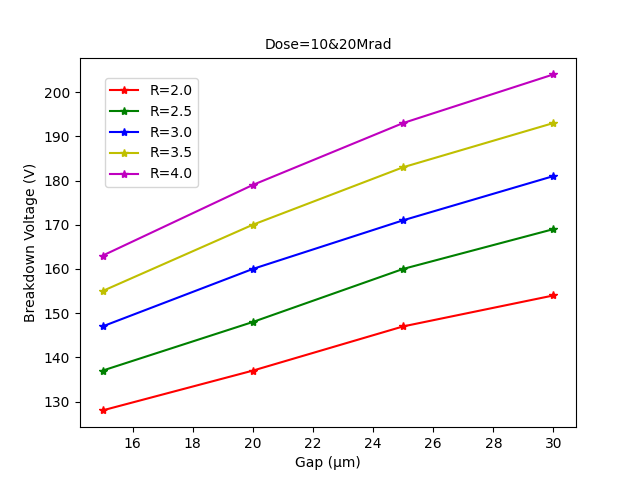 Dose=10&20Mrad
R=2.0
R=2.5
R=3.0
R=3.5
R=4.0
Breakdown Voltage (V)
200
190
180
170
160
150
140
130
16 18 20 22 24 26 28 30
Gap (μm)